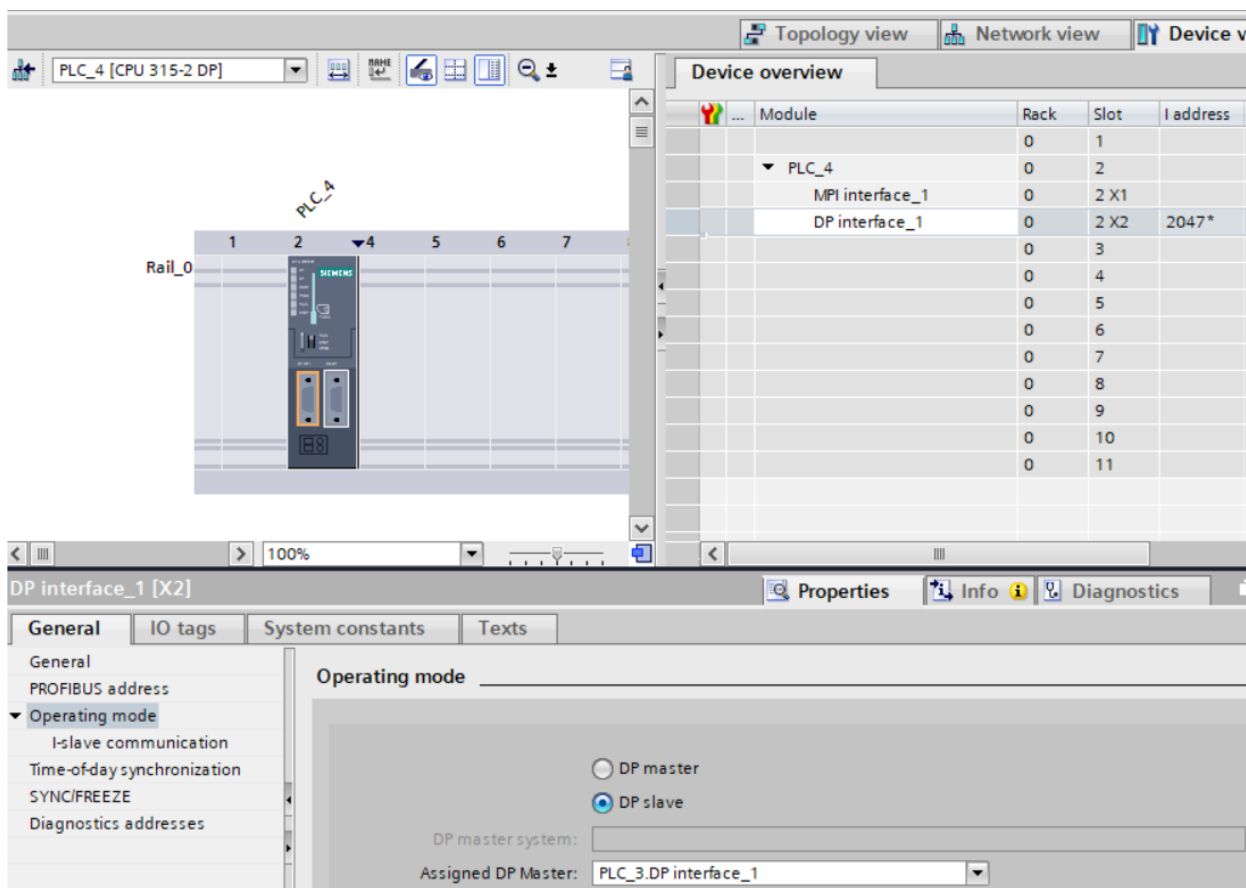 Topology view Network view Device v
PLC_4 [CPU 315-2 DP]
NAME
±
Device overview
... Module Rack Slot I address
0 1
PLC_4 0 2
MPI interface_1 0 2 X1
DP interface_1 0 2 X2 2047*
0 3
0 4
0 5
0 6
0 7
0 8
0 9
0 10
0 11
PLC_4
1 2 4 5 6 7
Rail_0
SIEMENS
100%
DP interface_1 [X2]
Properties Info Diagnostics
General IO tags System constants Texts
General
PROFIBUS address
Operating mode
I-slave communication
Time-of-day synchronization
SYNC/FREEZE
Diagnostics addresses
Operating mode
DP master
DP slave
DP master system:
Assigned DP Master: PLC_3.DP interface_1